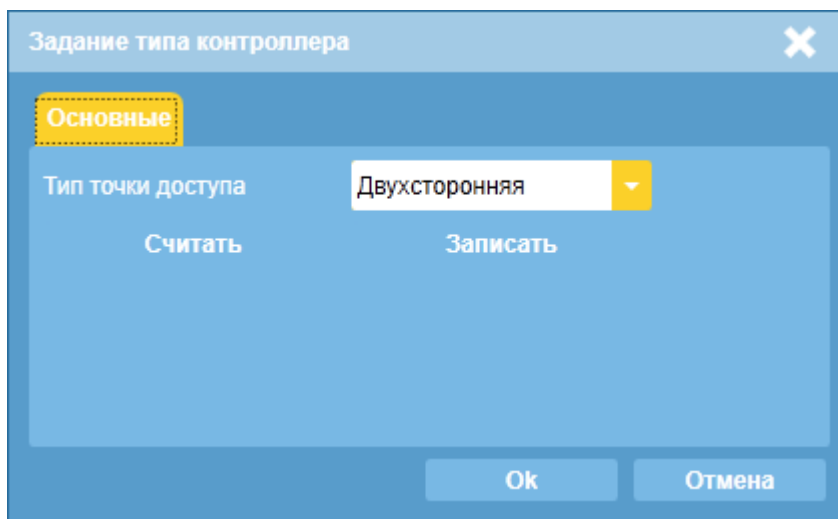 Задание типа контроллера
Основные
Тип точки доступа Двухсторонняя
Считать Записать
Ok Отмена